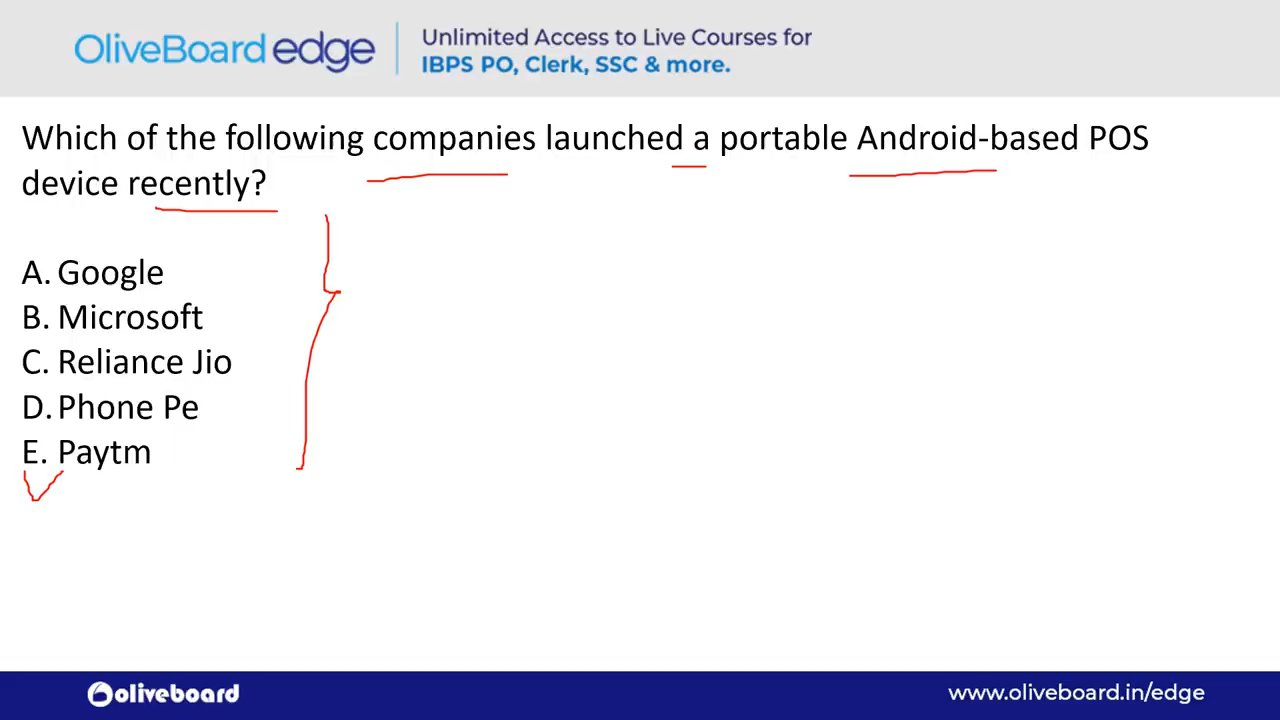 OliveBoard edge
Unlimited Access to Live Courses for
IBPS PO, Clerk, SSC & more.
Which of the following companies launched a portable Android-based POS
device recently?
A. Google
B. Microsoft
C. Reliance Jio
D. Phone Pe
E. Paytm
oliveboard
www.oliveboard.in/edge